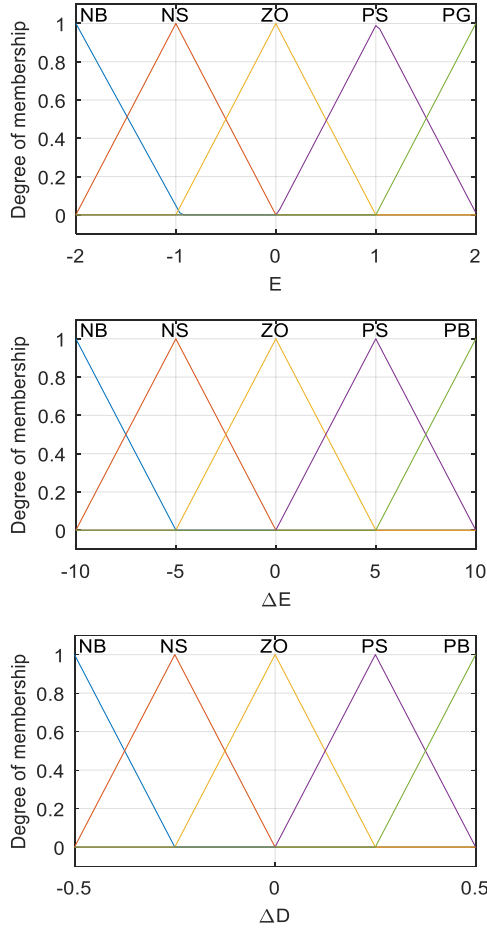 NB NS ZO PS PG
1
0.8
0.6
0.4
0.2
0
Degree of membership
-2 -1 0 1 2
E
NB NS ZO PS PB
1
0.8
0.6
0.4
0.2
0
Degree of membership
-10 -5 0 5 10
ΔE
NB NS ZO PS PB
1
0.8
0.6
0.4
0.2
0
Degree of membership
-0.5 0 0.5
ΔD